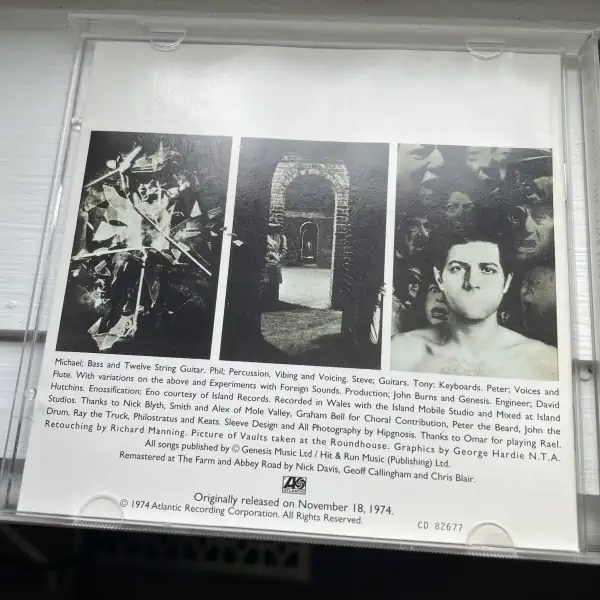 Michael; Bass and Twelve String Guitar. Phil; Percussion, Vibing and Voicing. Steve; Guitars. Tony; Keyboards. Peter; Voices and
Flute. With variations on the above and Experiments with Foreign Sounds. Production; John Burns and Genesis. Engineer; David
Hutchins. Enossification; Eno courtesy of Island Records. Recorded in Wales with the Island Mobile Studio and Mixed at Island
Studios. Thanks to Nick Blyth, Smith and Alex of Mole Valley, Graham Bell for Choral Contribution, Peter the Beard, John the
Drum, Ray the Truck, Philostratus and Keats. Sleeve Design and All Photography by Hipgnosis. Thanks to Omar for playing Rael.
Retouching by Richard Manning. Picture of Vaults taken at the Roundhouse. Graphics by George Hardie N.T.A.
All songs published by © Genesis Music Ltd / Hit & Run Music (Publishing) Ltd.
Remastered at The Farm and Abbey Road by Nick Davis, Geoff Callingham and Chris Blair.
ATLANTIC
Originally released on November 18, 1974.
© 1974 Atlantic Recording Corporation. All Rights Reserved.
CD 82677